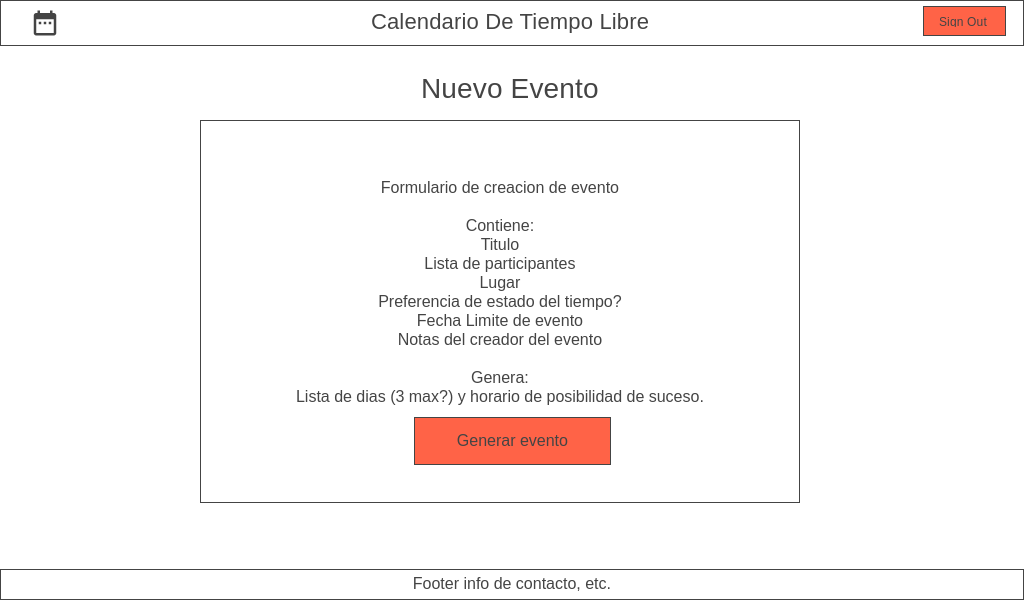 Calendario De Tiempo Libre
Sign Out
Nuevo Evento
Formulario de creacion de evento
Contiene:
Titulo
Lista de participantes
Lugar
Preferencia de estado del tiempo?
Fecha Limite de evento
Notas del creador del evento
Genera:
Lista de dias (3 max?) y horario de posibilidad de suceso.
Generar evento
Footer info de contacto, etc.